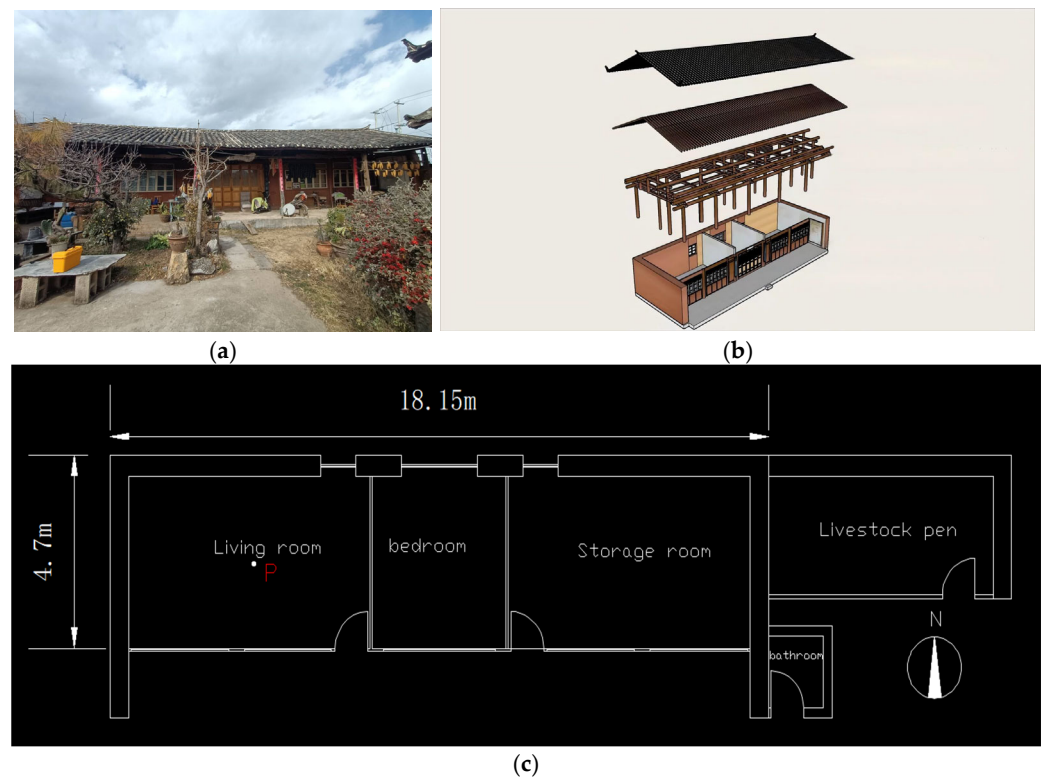 (a)
(b)
18.15m
4.7m
Living room
P
bedroom
Storage room
Livestock pen
N
bathroom
(c)